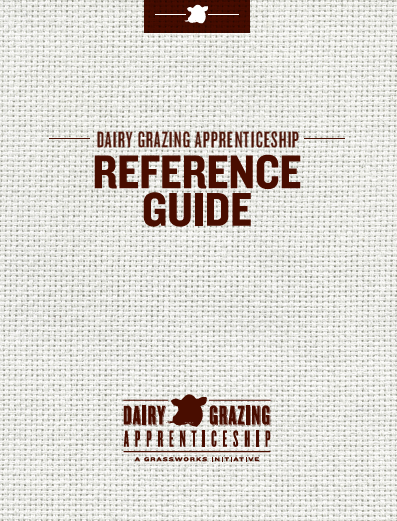 DAIRY GRAZING APPRENTICESHIP
REFERENCE
GUIDE
DAIRY GRAZING
APPRENTICESHIP
A GRASSWORKS INITIATIVE